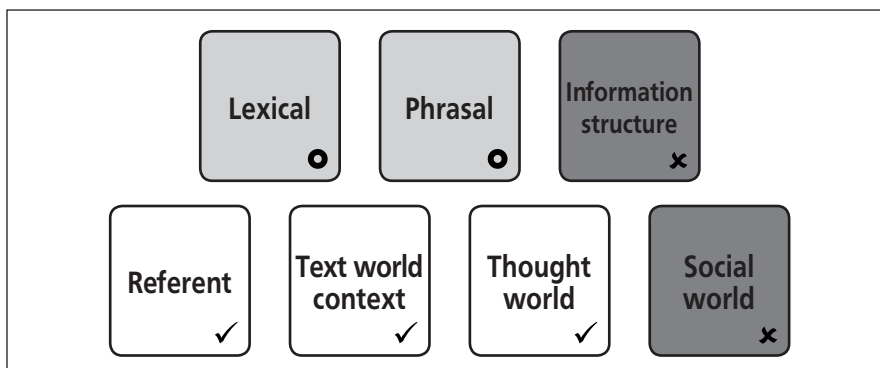 Lexical
Phrasal
Information
structure
Referent
Text world
context
Thought
world
Social
world